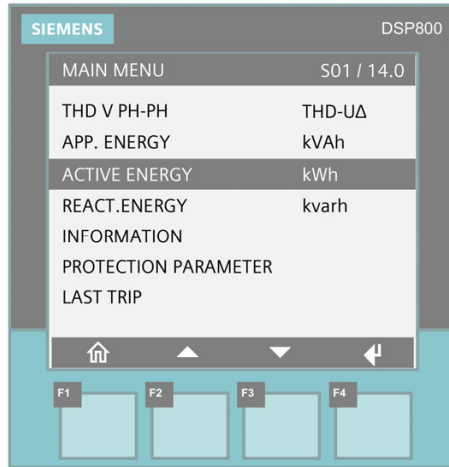 SIEMENS DSP800
MAIN MENU S01 / 14.0
THD V PH-PH THD-UΔ
APP. ENERGY kVAh
ACTIVE ENERGY kWh
REACT.ENERGY kvarh
INFORMATION
PROTECTION PARAMETER
LAST TRIP
F1 F2 F3 F4